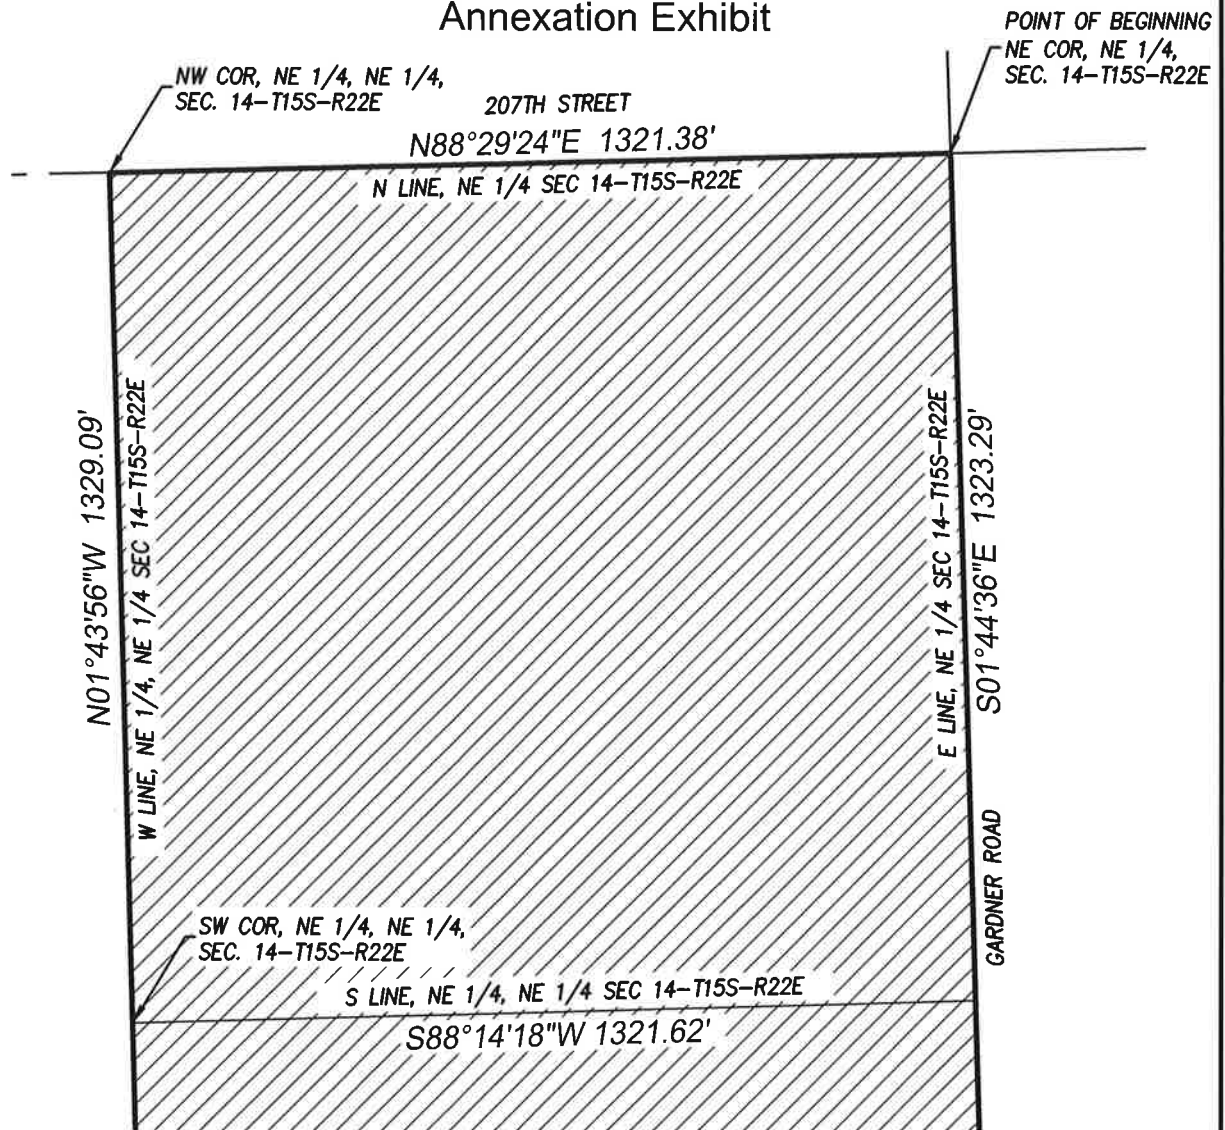 Annexation Exhibit
POINT OF BEGINNING
NE COR, NE 1/4,
SEC. 14-T15S-R22E
NW COR, NE 1/4, NE 1/4,
SEC. 14-T15S-R22E
207TH STREET
N88°29'24"E 1321.38'
N LINE, NE 1/4 SEC 14-T15S-R22E
N01°43'56"W 1329.09'
W LINE, NE 1/4, NE 1/4 SEC 14-T15S-R22E
E LINE, NE 1/4 SEC 14-T15S-R22E
S01°44'36"E 1323.29'
GARDNER ROAD
SW COR, NE 1/4, NE 1/4,
SEC. 14-T15S-R22E
S LINE, NE 1/4, NE 1/4 SEC 14-T15S-R22E
S88°14'18"W 1321.62'